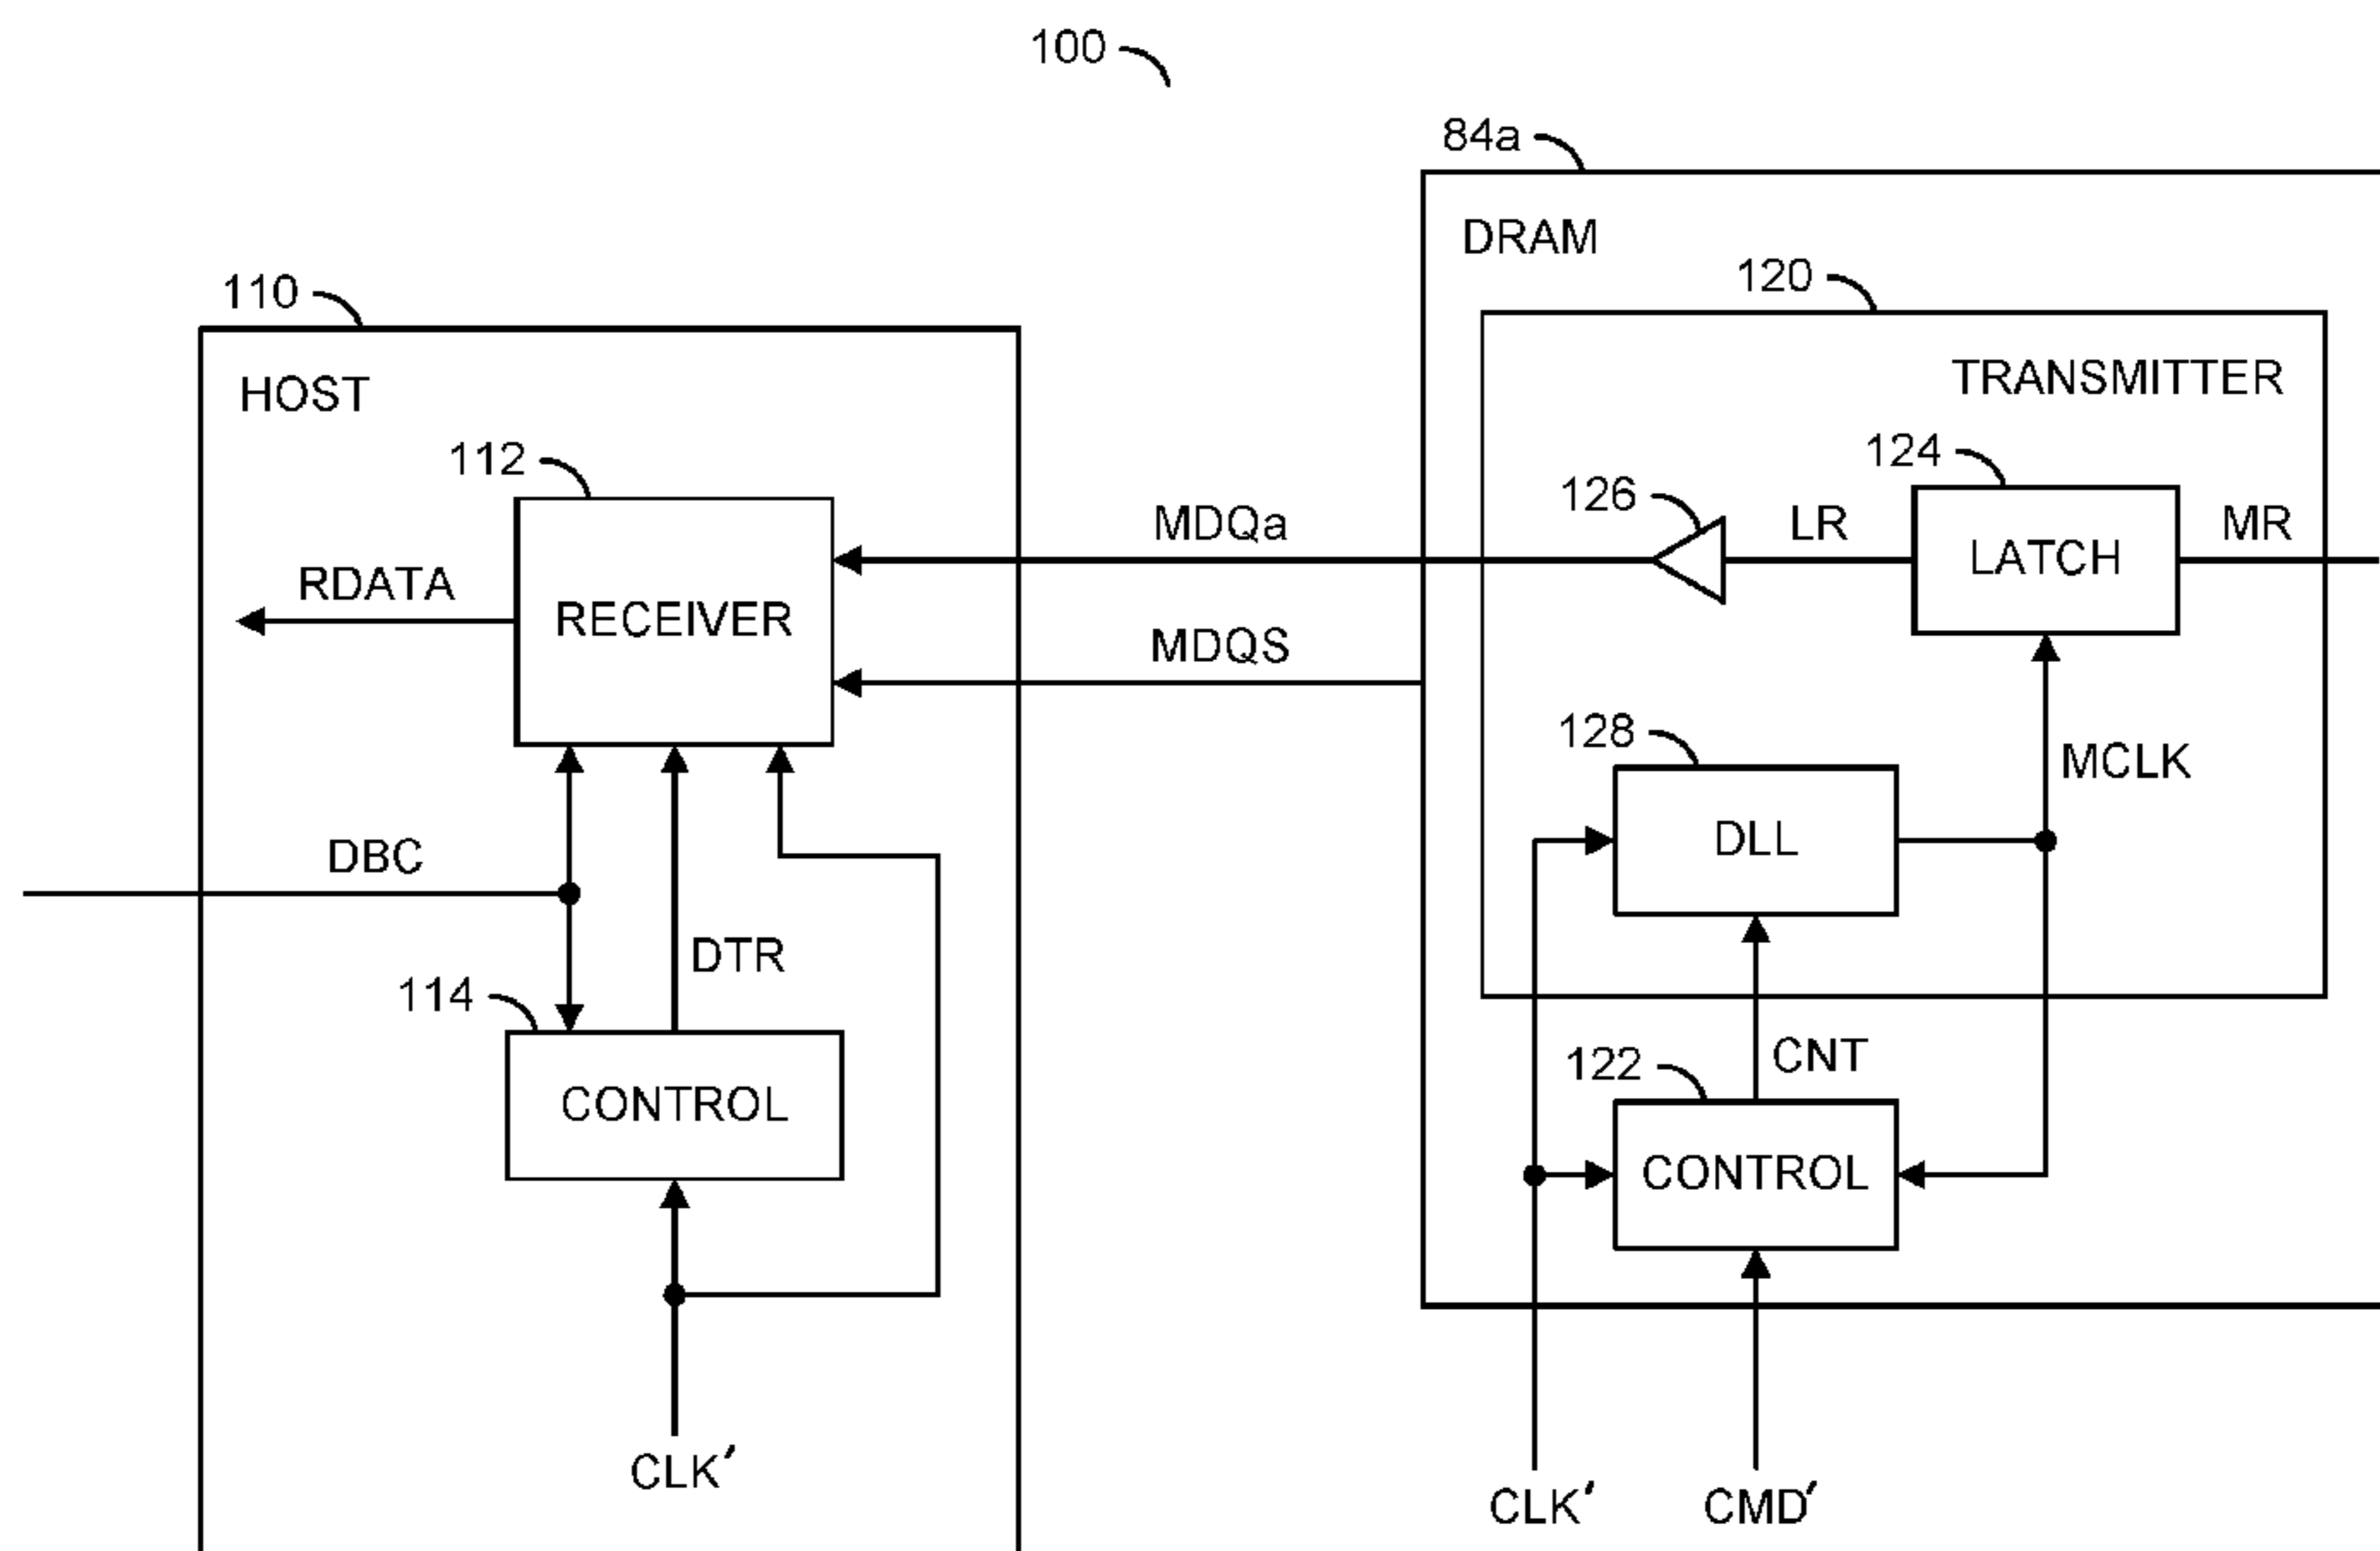 100
84a
DRAM
120
110
TRANSMITTER
HOST
112
124
126
MDQa
LR
MR
LATCH
RDATA
RECEIVER
MDQS
128
MCLK
DLL
DBC
DTR
114
CNT
122
CONTROL
CONTROL
CLK′
CLK′
CMD′